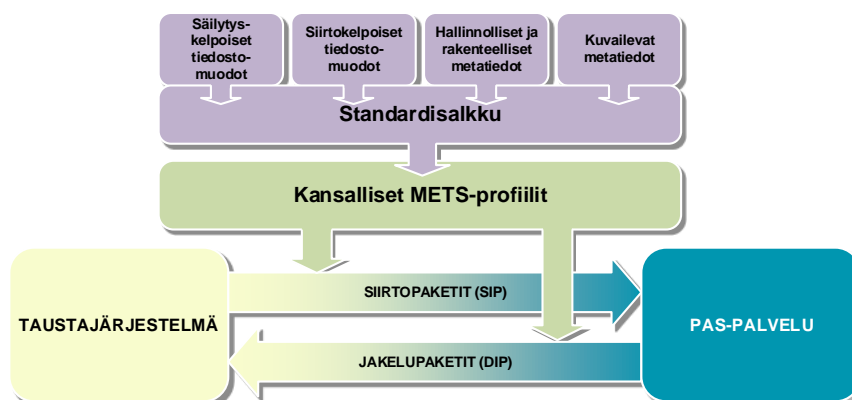 Säilytys-
kelpoiset
tiedosto-
muodot
Siirtokelpoiset
tiedosto-
muodot
Hallinnolliset ja
rakenteelliset
metatiedot
Kuvailevat
metatiedot
Standardisalkku
Kansalliset METS-profiilit
TAUSTAJÄRJESTELMÄ
SIIRTOPAKETIT (SIP)
JAKELUPAKETIT (DIP)
PAS-PALVELU